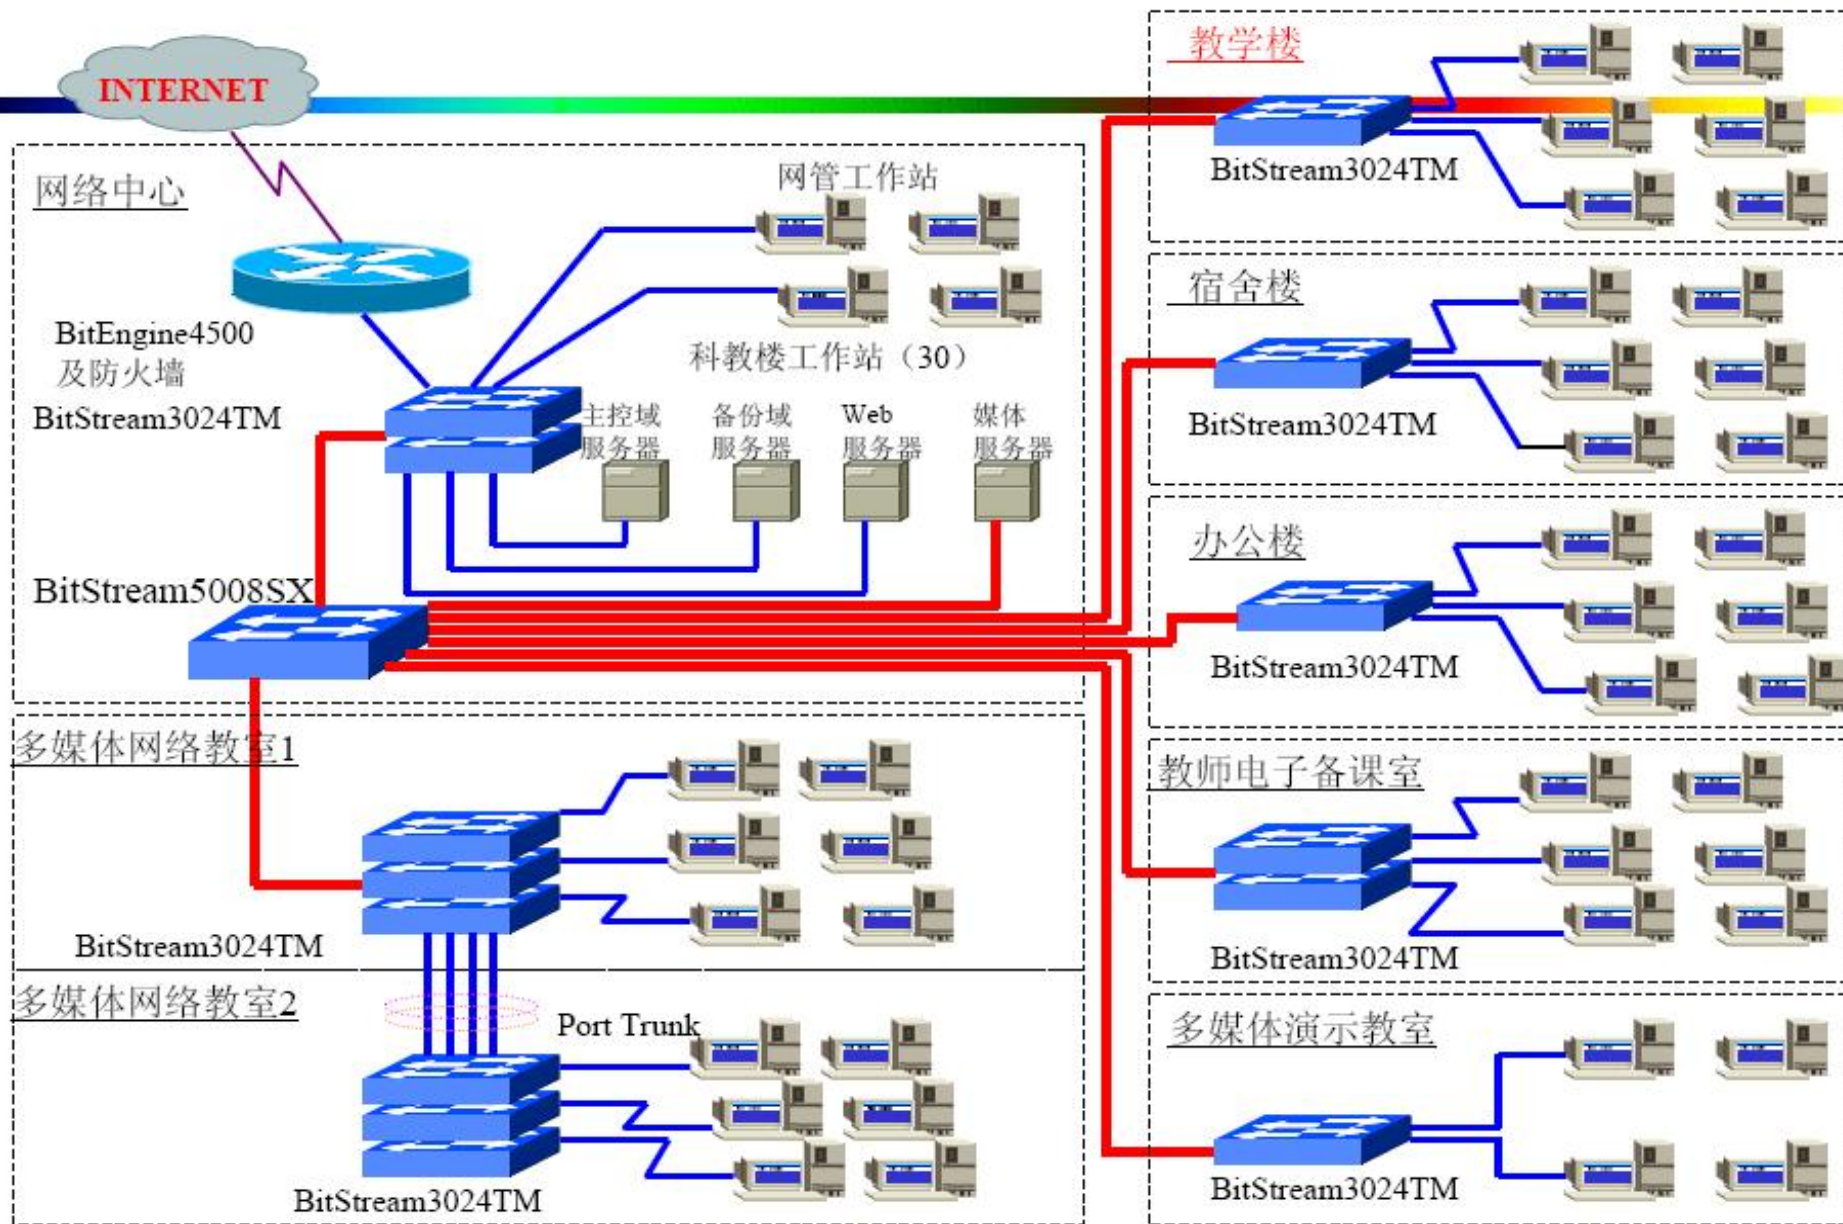 INTERNET
网络中心
网管工作站
BitEngine4500
及防火墙
BitStream3024TM
科教楼工作站（30）
主控域
服务器
备份域
服务器
Web
服务器
媒体
服务器
BitStream5008SX
多媒体网络教室1
BitStream3024TM
多媒体网络教室2
Port Trunk
BitStream3024TM
教学楼
BitStream3024TM
宿舍楼
BitStream3024TM
办公楼
BitStream3024TM
教师电子备课室
BitStream3024TM
多媒体演示教室
BitStream3024TM